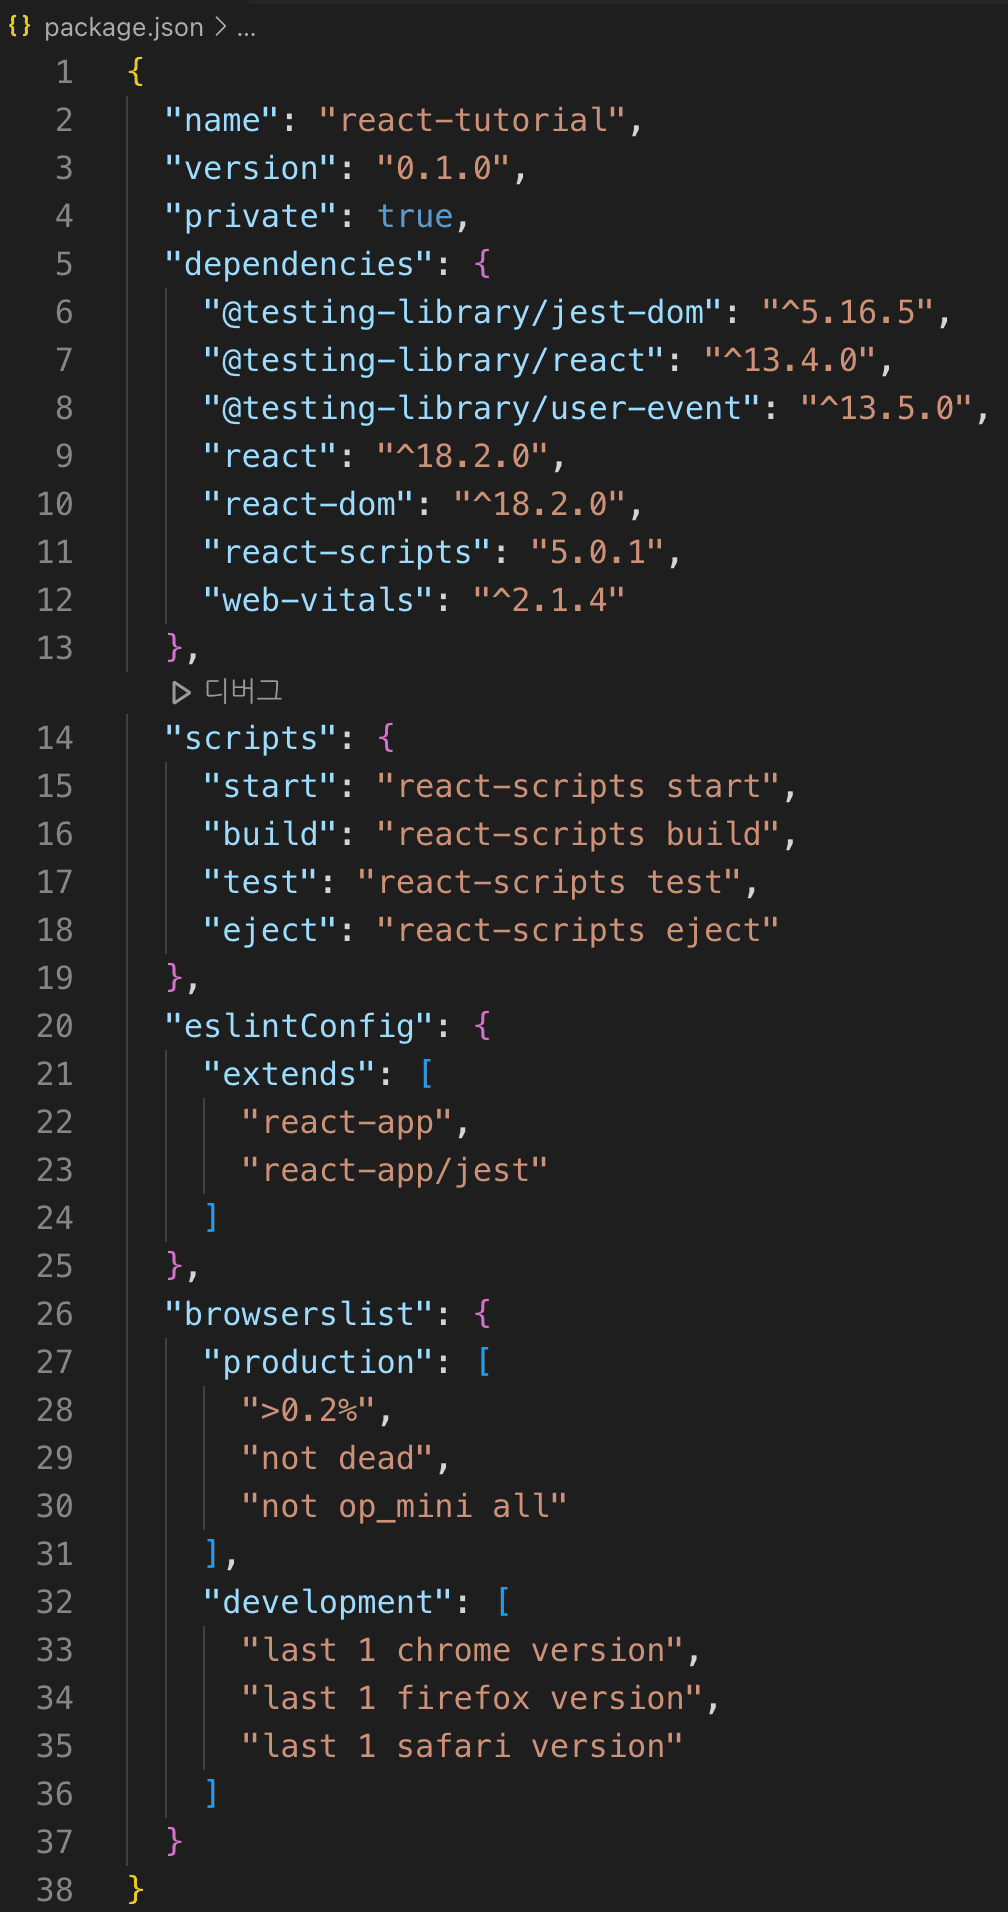 {} package.json > ...
1 {
2 "name": "react-tutorial",
3 "version": "0.1.0",
4 "private": true,
5 "dependencies": {
6 "@testing-library/jest-dom": "^5.16.5",
7 "@testing-library/react": "^13.4.0",
8 "@testing-library/user-event": "^13.5.0",
9 "react": "^18.2.0",
10 "react-dom": "^18.2.0",
11 "react-scripts": "5.0.1",
12 "web-vitals": "^2.1.4"
13 },
디버그
14 "scripts": {
15 "start": "react-scripts start",
16 "build": "react-scripts build",
17 "test": "react-scripts test",
18 "eject": "react-scripts eject"
19 },
20 "eslintConfig": {
21 "extends": [
22 "react-app",
23 "react-app/jest"
24 ]
25 },
26 "browserslist": {
27 "production": [
28 ">0.2%",
29 "not dead",
30 "not op_mini all"
31 ],
32 "development": [
33 "last 1 chrome version",
34 "last 1 firefox version",
35 "last 1 safari version"
36 ]
37 }
38 }